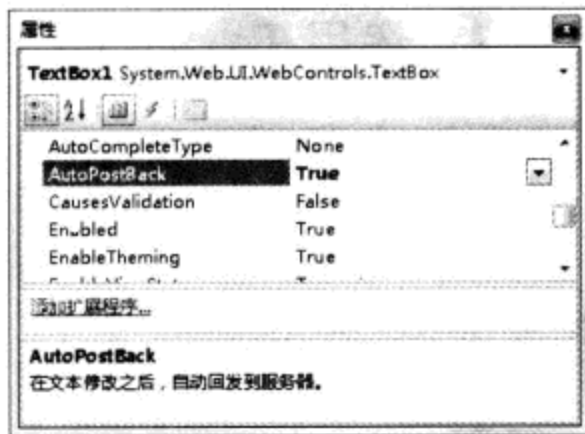 属性
TextBox1 System.Web.UI.WebControls.TextBox
AutoCompleteType None
AutoPostBack True
CausesValidation False
Enabled True
EnableTheming True
添加扩展程序...
AutoPostBack
在文本修改之后，自动回发到服务器。